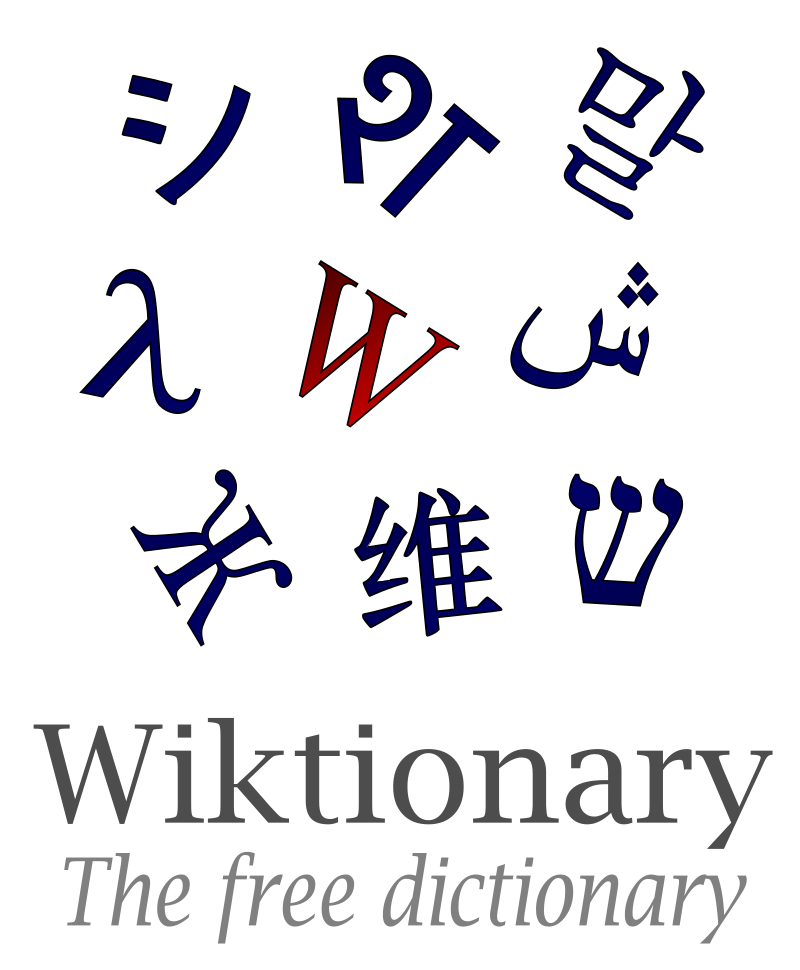 シ श 말
λ W ش
Ж 维 ש
Wiktionary
The free dictionary